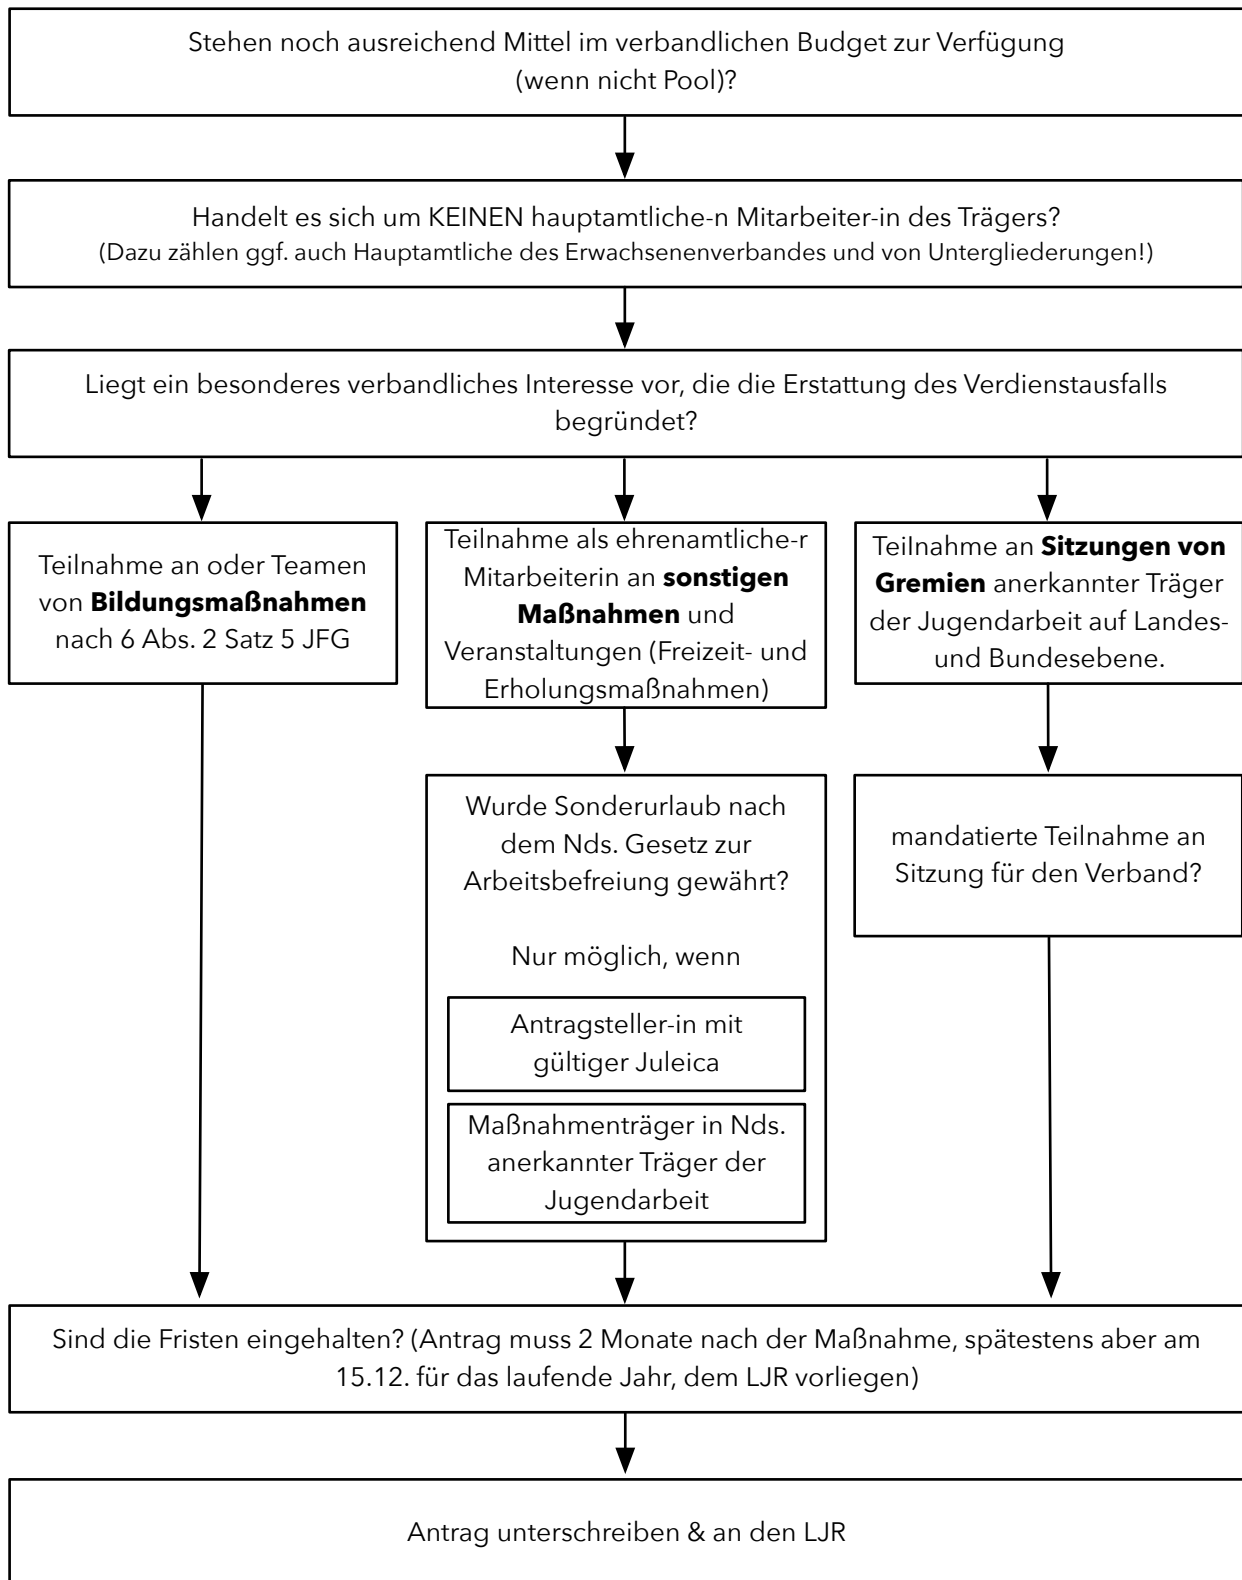 Stehen noch ausreichend Mittel im verbandlichen Budget zur Verfügung
(wenn nicht Pool)?
Handelt es sich um KEINEN hauptamtliche-n Mitarbeiter-in des Trägers?
(Dazu zählen ggf. auch Hauptamtliche des Erwachsenenverbandes und von Untergliederungen!)
Liegt ein besonderes verbandliches Interesse vor, die die Erstattung des Verdienstausfalls
begründet?
Teilnahme an oder Teamen
von Bildungsmaßnahmen
nach 6 Abs. 2 Satz 5 JFG
Teilnahme als ehrenamtliche-r
Mitarbeiterin an sonstigen
Maßnahmen und
Veranstaltungen (Freizeit- und
Erholungsmaßnahmen)
Teilnahme an Sitzungen von
Gremien anerkannter Träger
der Jugendarbeit auf Landes-
und Bundesebene.
Wurde Sonderurlaub nach
dem Nds. Gesetz zur
Arbeitsbefreiung gewährt?
Nur möglich, wenn
Antragsteller-in mit
gültiger Juleica
Maßnahmenträger in Nds.
anerkannter Träger der
Jugendarbeit
mandatierte Teilnahme an
Sitzung für den Verband?
Sind die Fristen eingehalten? (Antrag muss 2 Monate nach der Maßnahme, spätestens aber am
15.12. für das laufende Jahr, dem LJR vorliegen)
Antrag unterschreiben & an den LJR